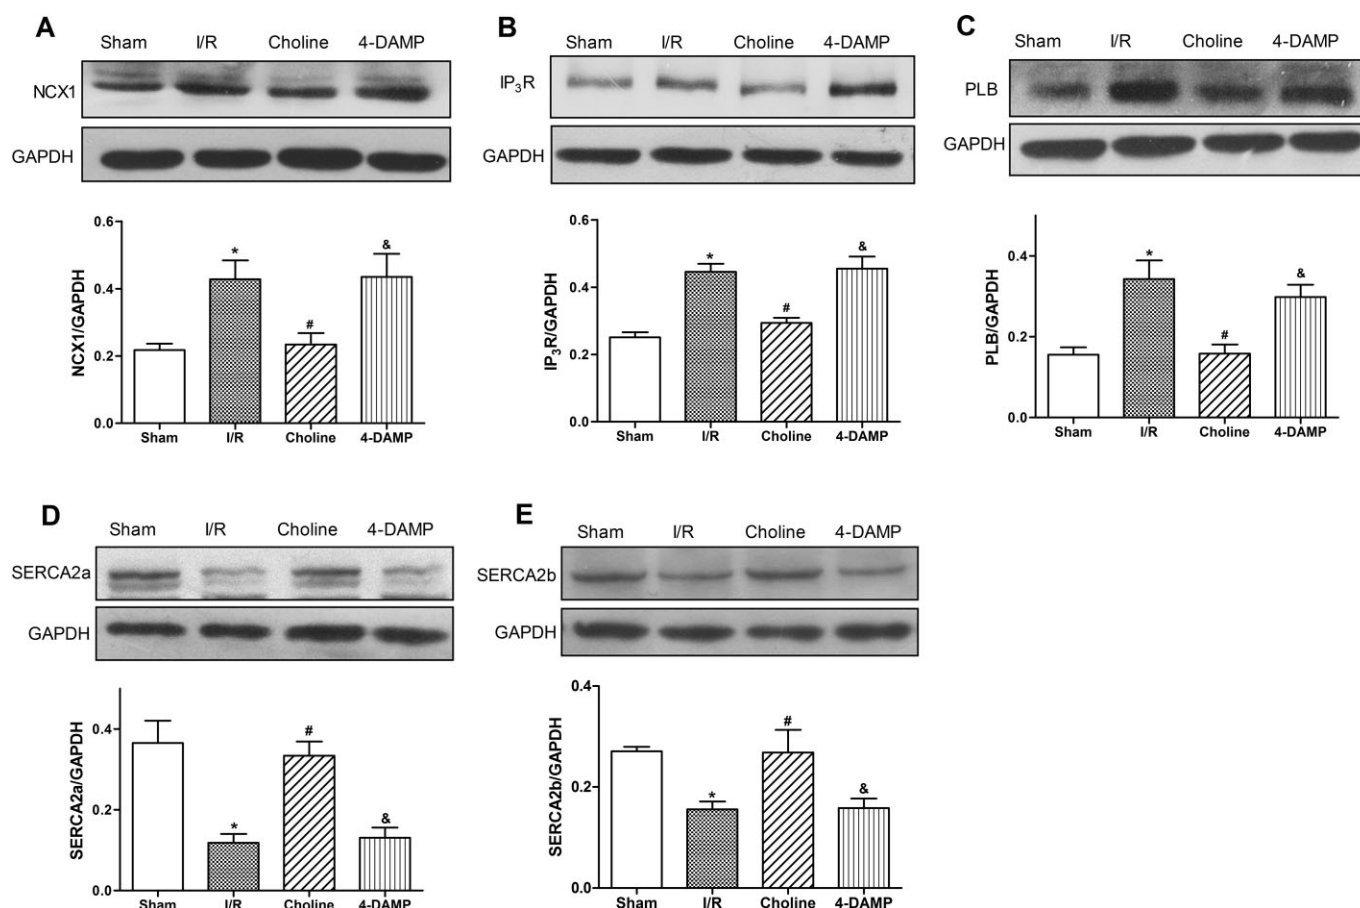 A
Sham I/R Choline 4-DAMP
NCX1
GAPDH
NCX1/GAPDH
0.6
0.4
0.2
0.0
* # &
Sham I/R Choline 4-DAMP
B
Sham I/R Choline 4-DAMP
IP₃R
GAPDH
IP₃R/GAPDH
0.6
0.4
0.2
0.0
* # &
Sham I/R Choline 4-DAMP
C
Sham I/R Choline 4-DAMP
PLB
GAPDH
PLB/GAPDH
0.4
0.2
0.0
* # &
Sham I/R Choline 4-DAMP
D
Sham I/R Choline 4-DAMP
SERCA2a
GAPDH
SERCA2a/GAPDH
0.4
0.2
0.0
* # &
Sham I/R Choline 4-DAMP
E
Sham I/R Choline 4-DAMP
SERCA2b
GAPDH
SERCA2b/GAPDH
0.4
0.2
0.0
* # &
Sham I/R Choline 4-DAMP